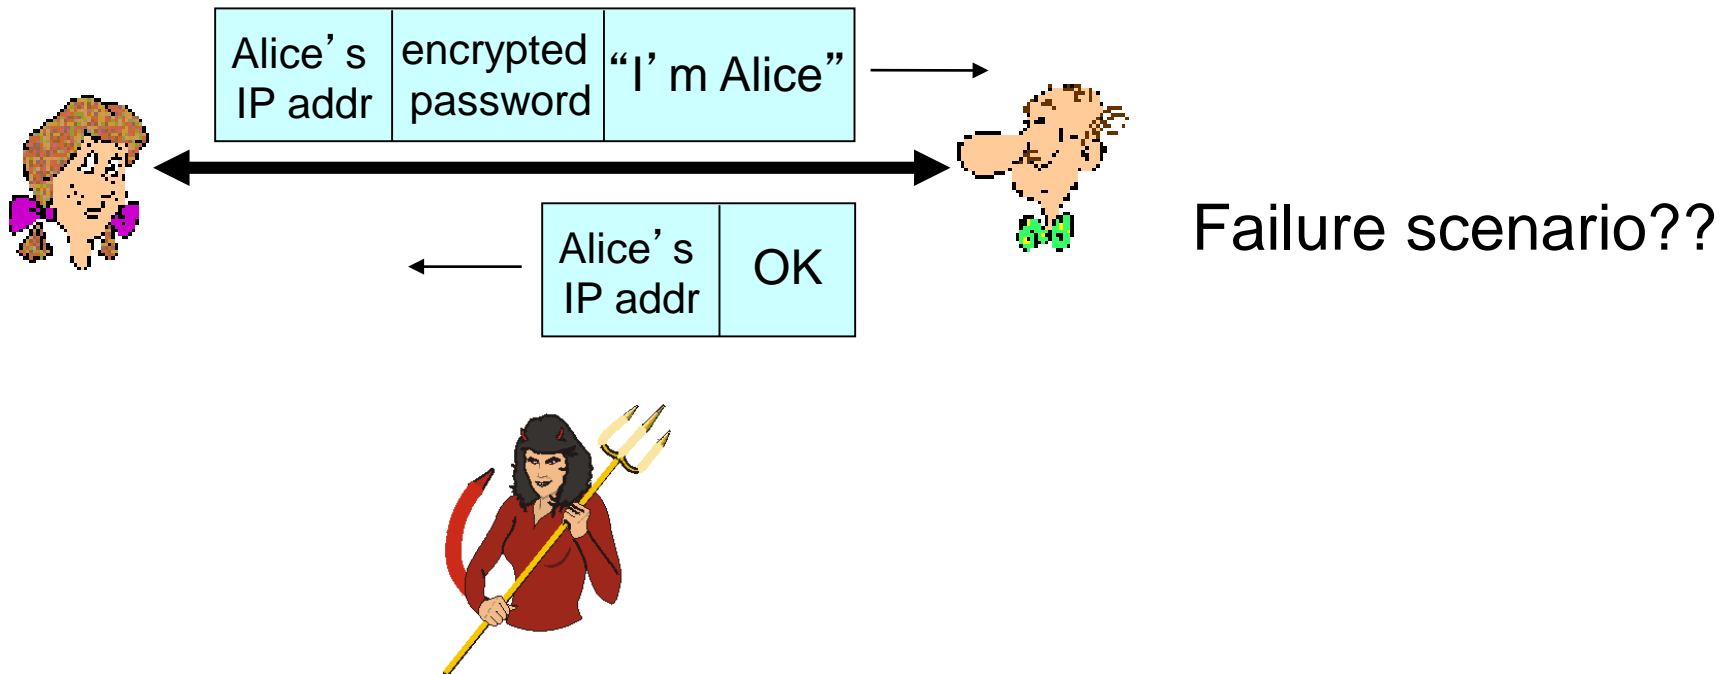 Alice’s
IP addr
encrypted
password
“I’m Alice”
Failure scenario??
Alice’s
IP addr
OK